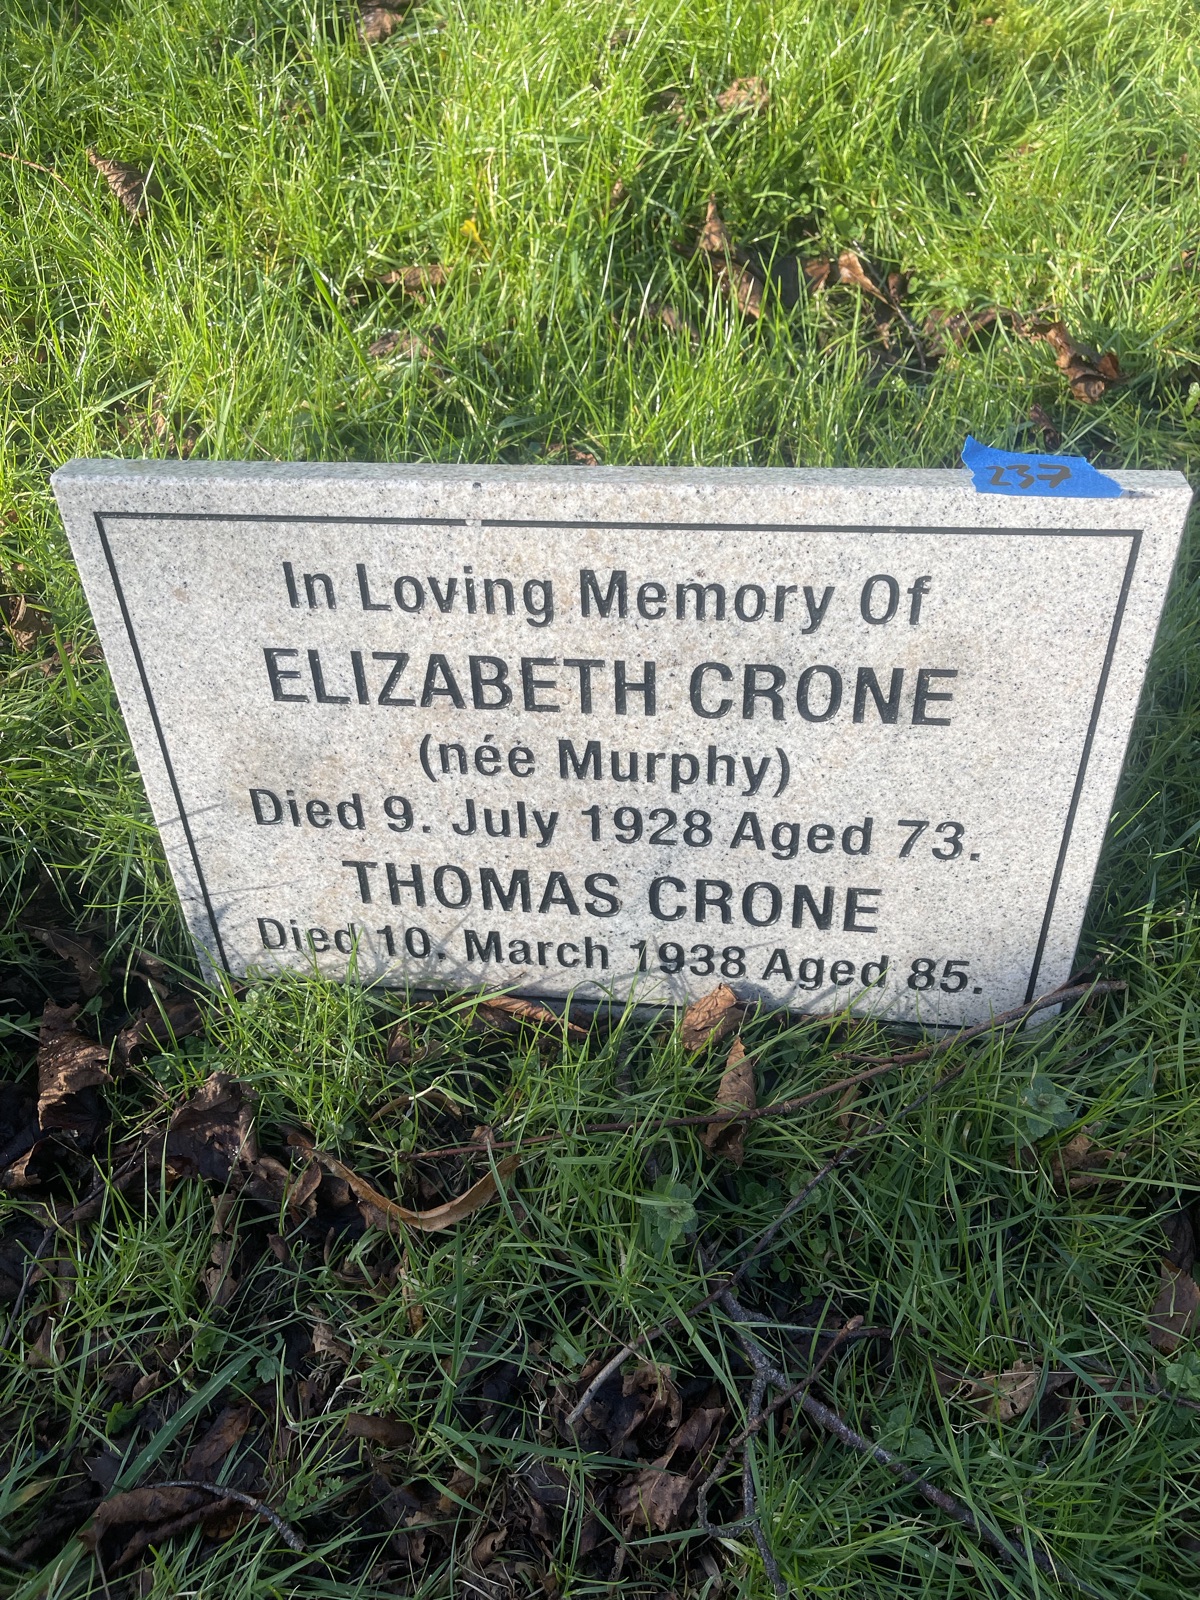 237
In Loving Memory Of
ELIZABETH CRONE
(née Murphy)
Died 9. July 1928 Aged 73.
THOMAS CRONE
Died 10. March 1938 Aged 85.